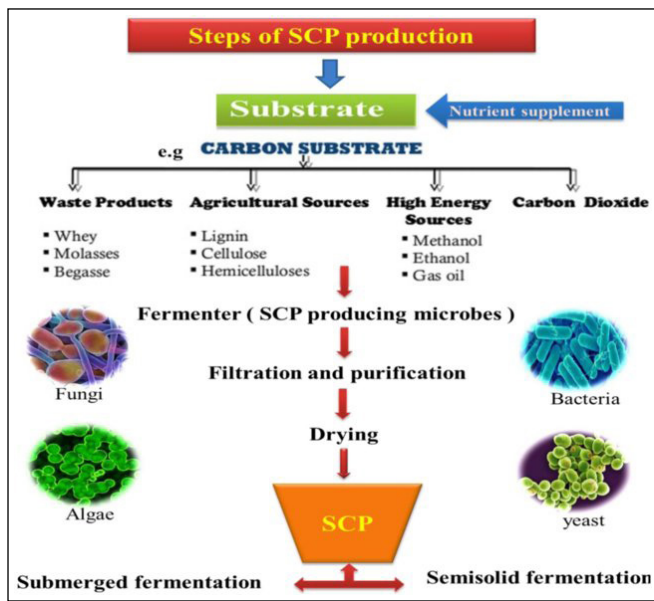 Steps of SCP production
Substrate
Nutrient supplement
e.g CARBON SUBSTRATE
Waste Products
▪ Whey
▪ Molasses
▪ Begasse
Agricultural Sources
▪ Lignin
▪ Cellulose
▪ Hemicelluloses
High Energy
Sources
▪ Methanol
▪ Ethanol
▪ Gas oil
Carbon Dioxide
Fermenter ( SCP producing microbes )
Fungi
Bacteria
Filtration and purification
Drying
Algae
yeast
SCP
Submerged fermentation
Semisolid fermentation